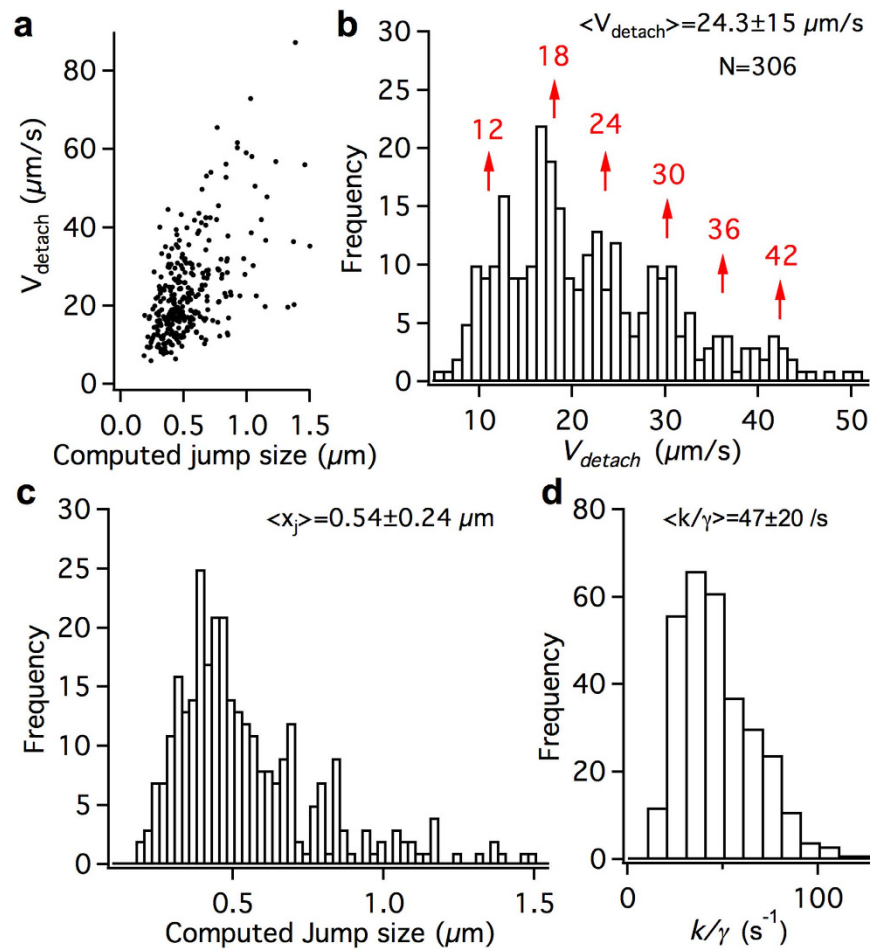 a
80
60
40
20
0
V_detach (µm/s)
0.0 0.5 1.0 1.5
Computed jump size (µm)
b
<V_detach>=24.3±15 µm/s
N=306
30
25
20
15
10
5
0
Frequency
12
18
24
30
36
42
10 20 30 40 50
V_detach (µm/s)
c
<x_j>=0.54±0.24 µm
30
25
20
15
10
5
0
Frequency
0.5 1.0 1.5
Computed Jump size (µm)
d
<k/γ>=47±20 /s
80
60
40
20
0
Frequency
0 100
k/γ (s⁻¹)